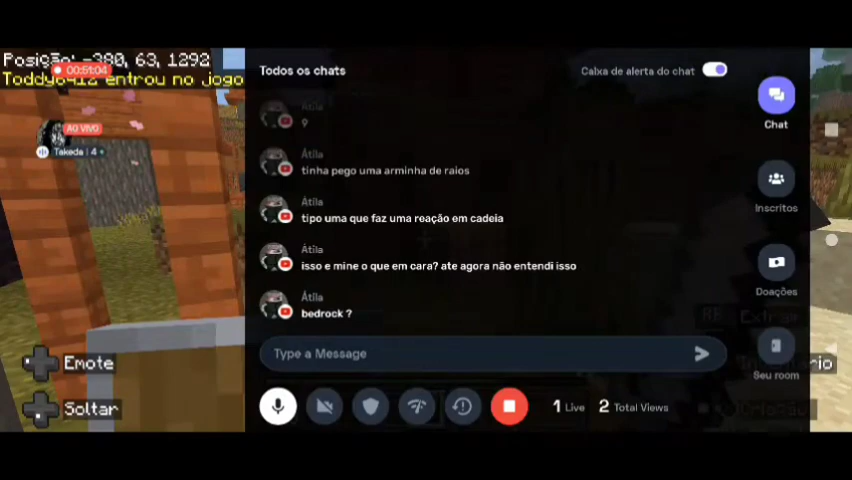 Posição: -380, 63, 1292
00:51:04
Toddy8412 entrou no jogo
AO VIVO
Takeda | 4
Emote
Soltar
Todos os chats
Caixa de alerta do chat
Átila
9
Átila
tinha pego uma arminha de raios
Átila
tipo uma que faz uma reação em cadeia
Átila
isso e mine o que em cara? ate agora não entendi isso
Átila
bedrock ?
Type a Message
1 Live
2 Total Views
Chat
Inscritos
Doações
Seu room